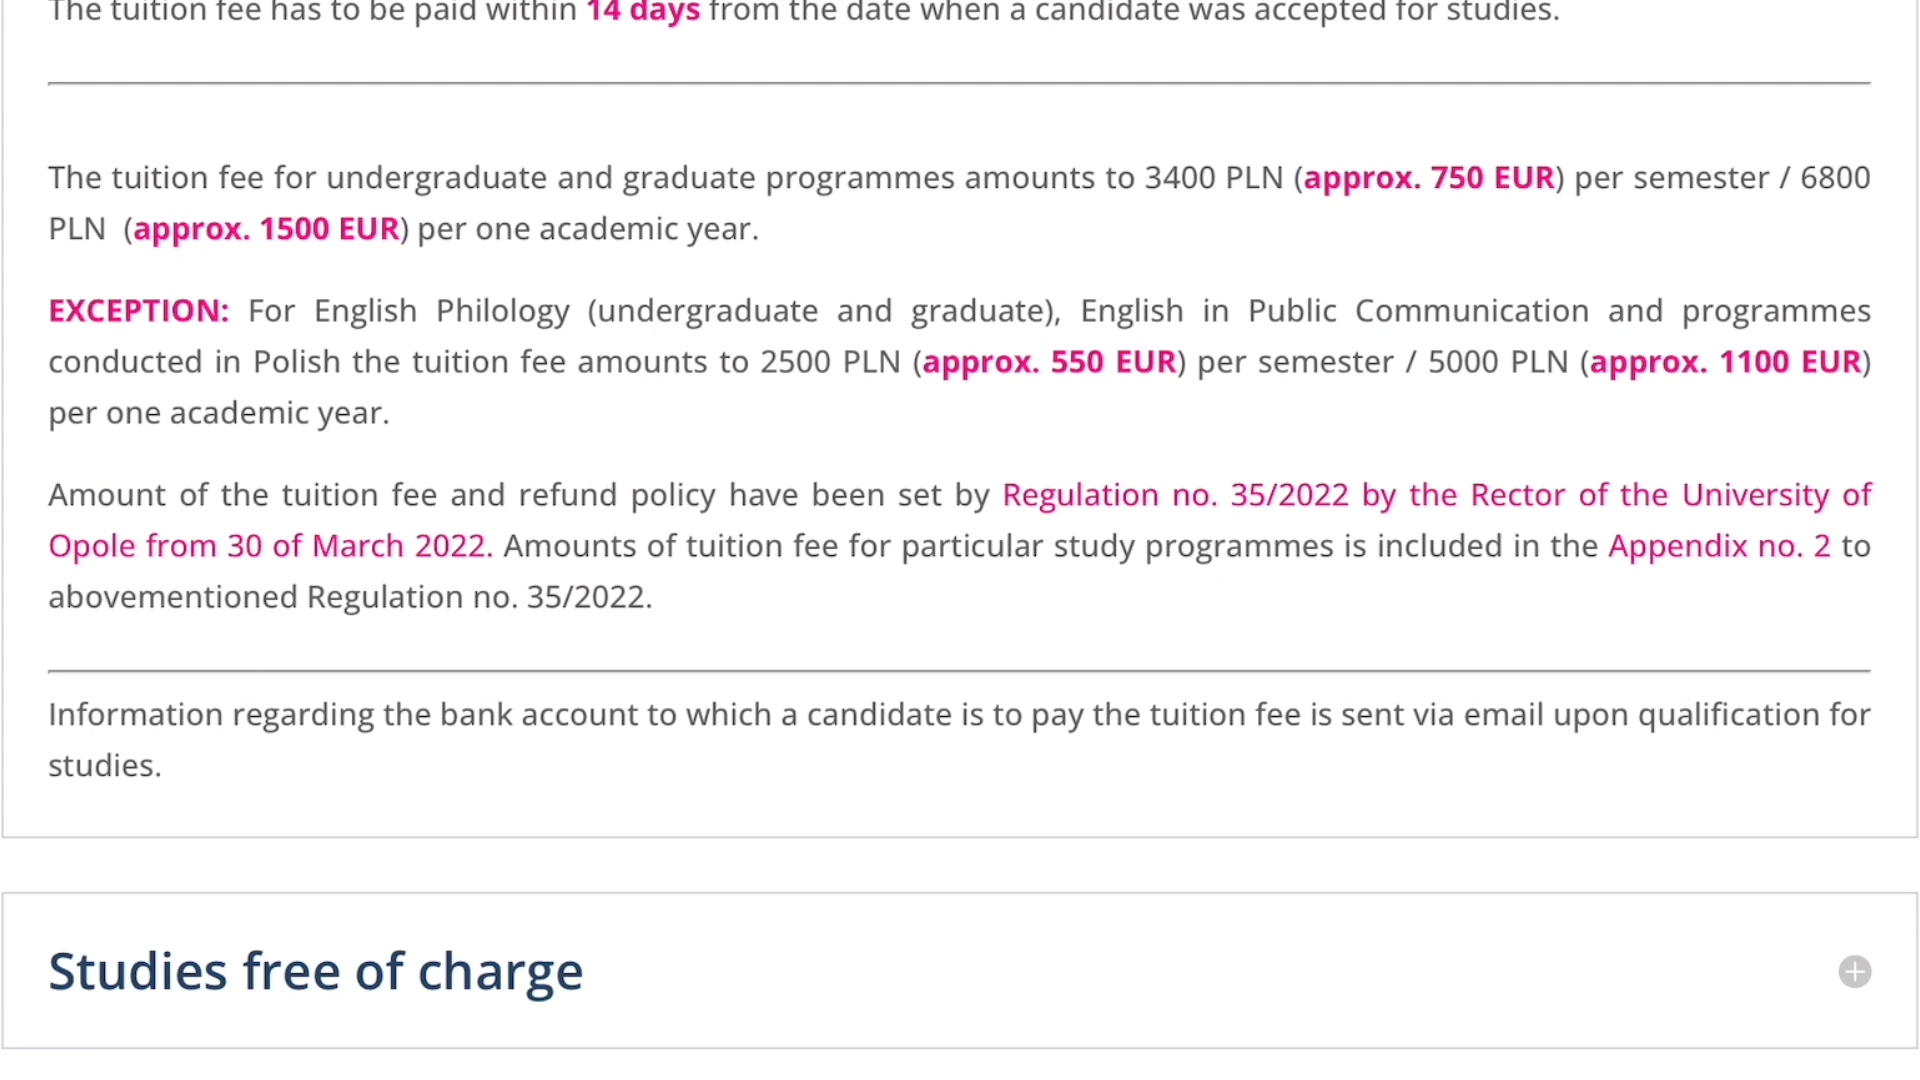 The tuition fee has to be paid within 14 days from the date when a candidate was accepted for studies.
The tuition fee for undergraduate and graduate programmes amounts to 3400 PLN (approx. 750 EUR) per semester / 6800
PLN (approx. 1500 EUR) per one academic year.
EXCEPTION: For English Philology (undergraduate and graduate), English in Public Communication and programmes
conducted in Polish the tuition fee amounts to 2500 PLN (approx. 550 EUR) per semester / 5000 PLN (approx. 1100 EUR)
per one academic year.
Amount of the tuition fee and refund policy have been set by Regulation no. 35/2022 by the Rector of the University of
Opole from 30 of March 2022. Amounts of tuition fee for particular study programmes is included in the Appendix no. 2 to
abovementioned Regulation no. 35/2022.
Information regarding the bank account to which a candidate is to pay the tuition fee is sent via email upon qualification for
studies.
Studies free of charge